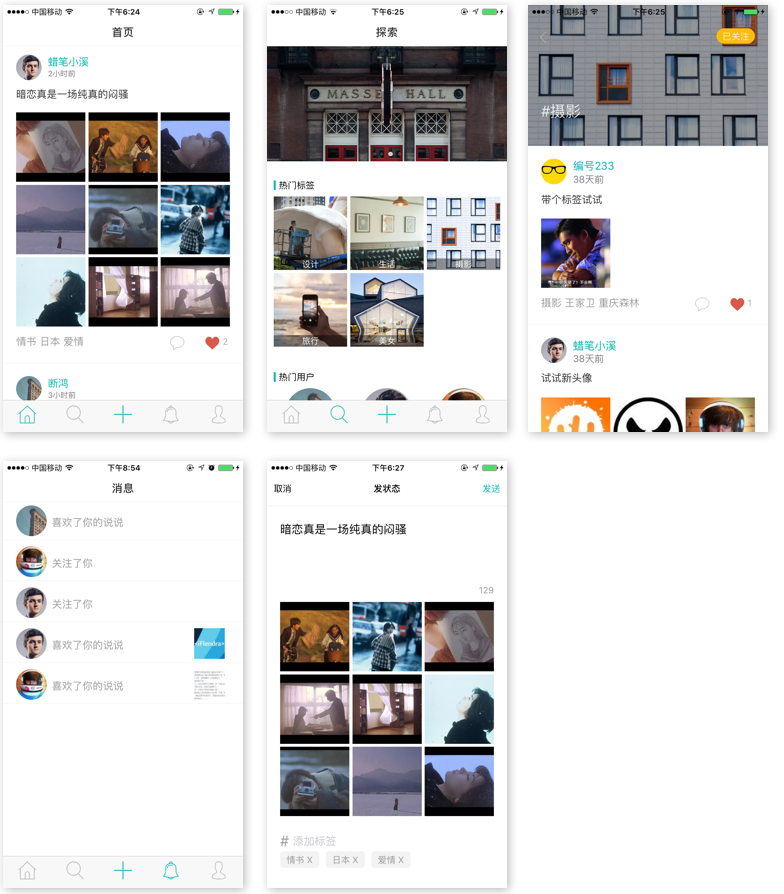 中国移动 下午6:24
首页
蜡笔小溪
2小时前
暗恋真是一场纯真的闷骚
情书 日本 爱情
2
断鸿
3小时前
中国移动 下午6:25
探索
MASSEY HALL
热门标签
设计 生活 摄影
旅行 美女
热门用户
中国移动 下午6:25
已关注
#摄影
编号233
38天前
带个标签试试
摄影 王家卫 重庆森林
1
蜡笔小溪
38天前
试试新头像
中国移动 下午8:54
消息
喜欢了你的说说
关注了你
关注了你
喜欢了你的说说
喜欢了你的说说
中国移动 下午6:27
取消 发状态 发送
暗恋真是一场纯真的闷骚
129
# 添加标签
情书 X 日本 X 爱情 X